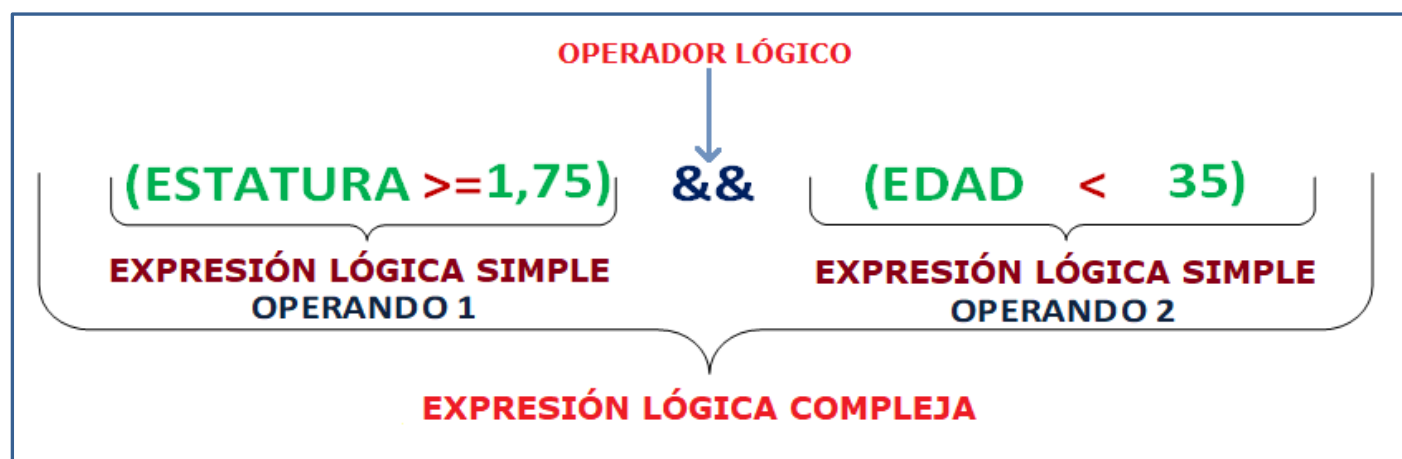 OPERADOR LÓGICO
(ESTATURA >=1,75) && (EDAD < 35)
EXPRESIÓN LÓGICA SIMPLE EXPRESIÓN LÓGICA SIMPLE
OPERANDO 1 OPERANDO 2
EXPRESIÓN LÓGICA COMPLEJA